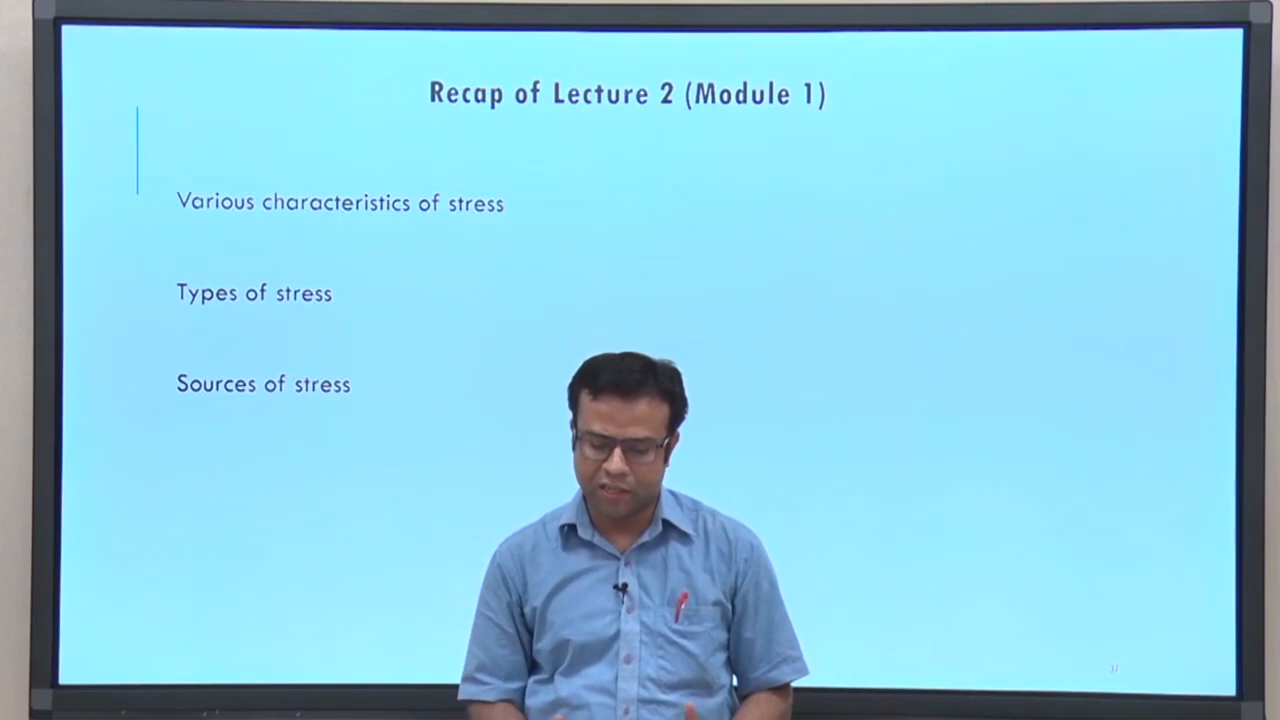 Recap of Lecture 2 (Module 1)
Various characteristics of stress
Types of stress
Sources of stress